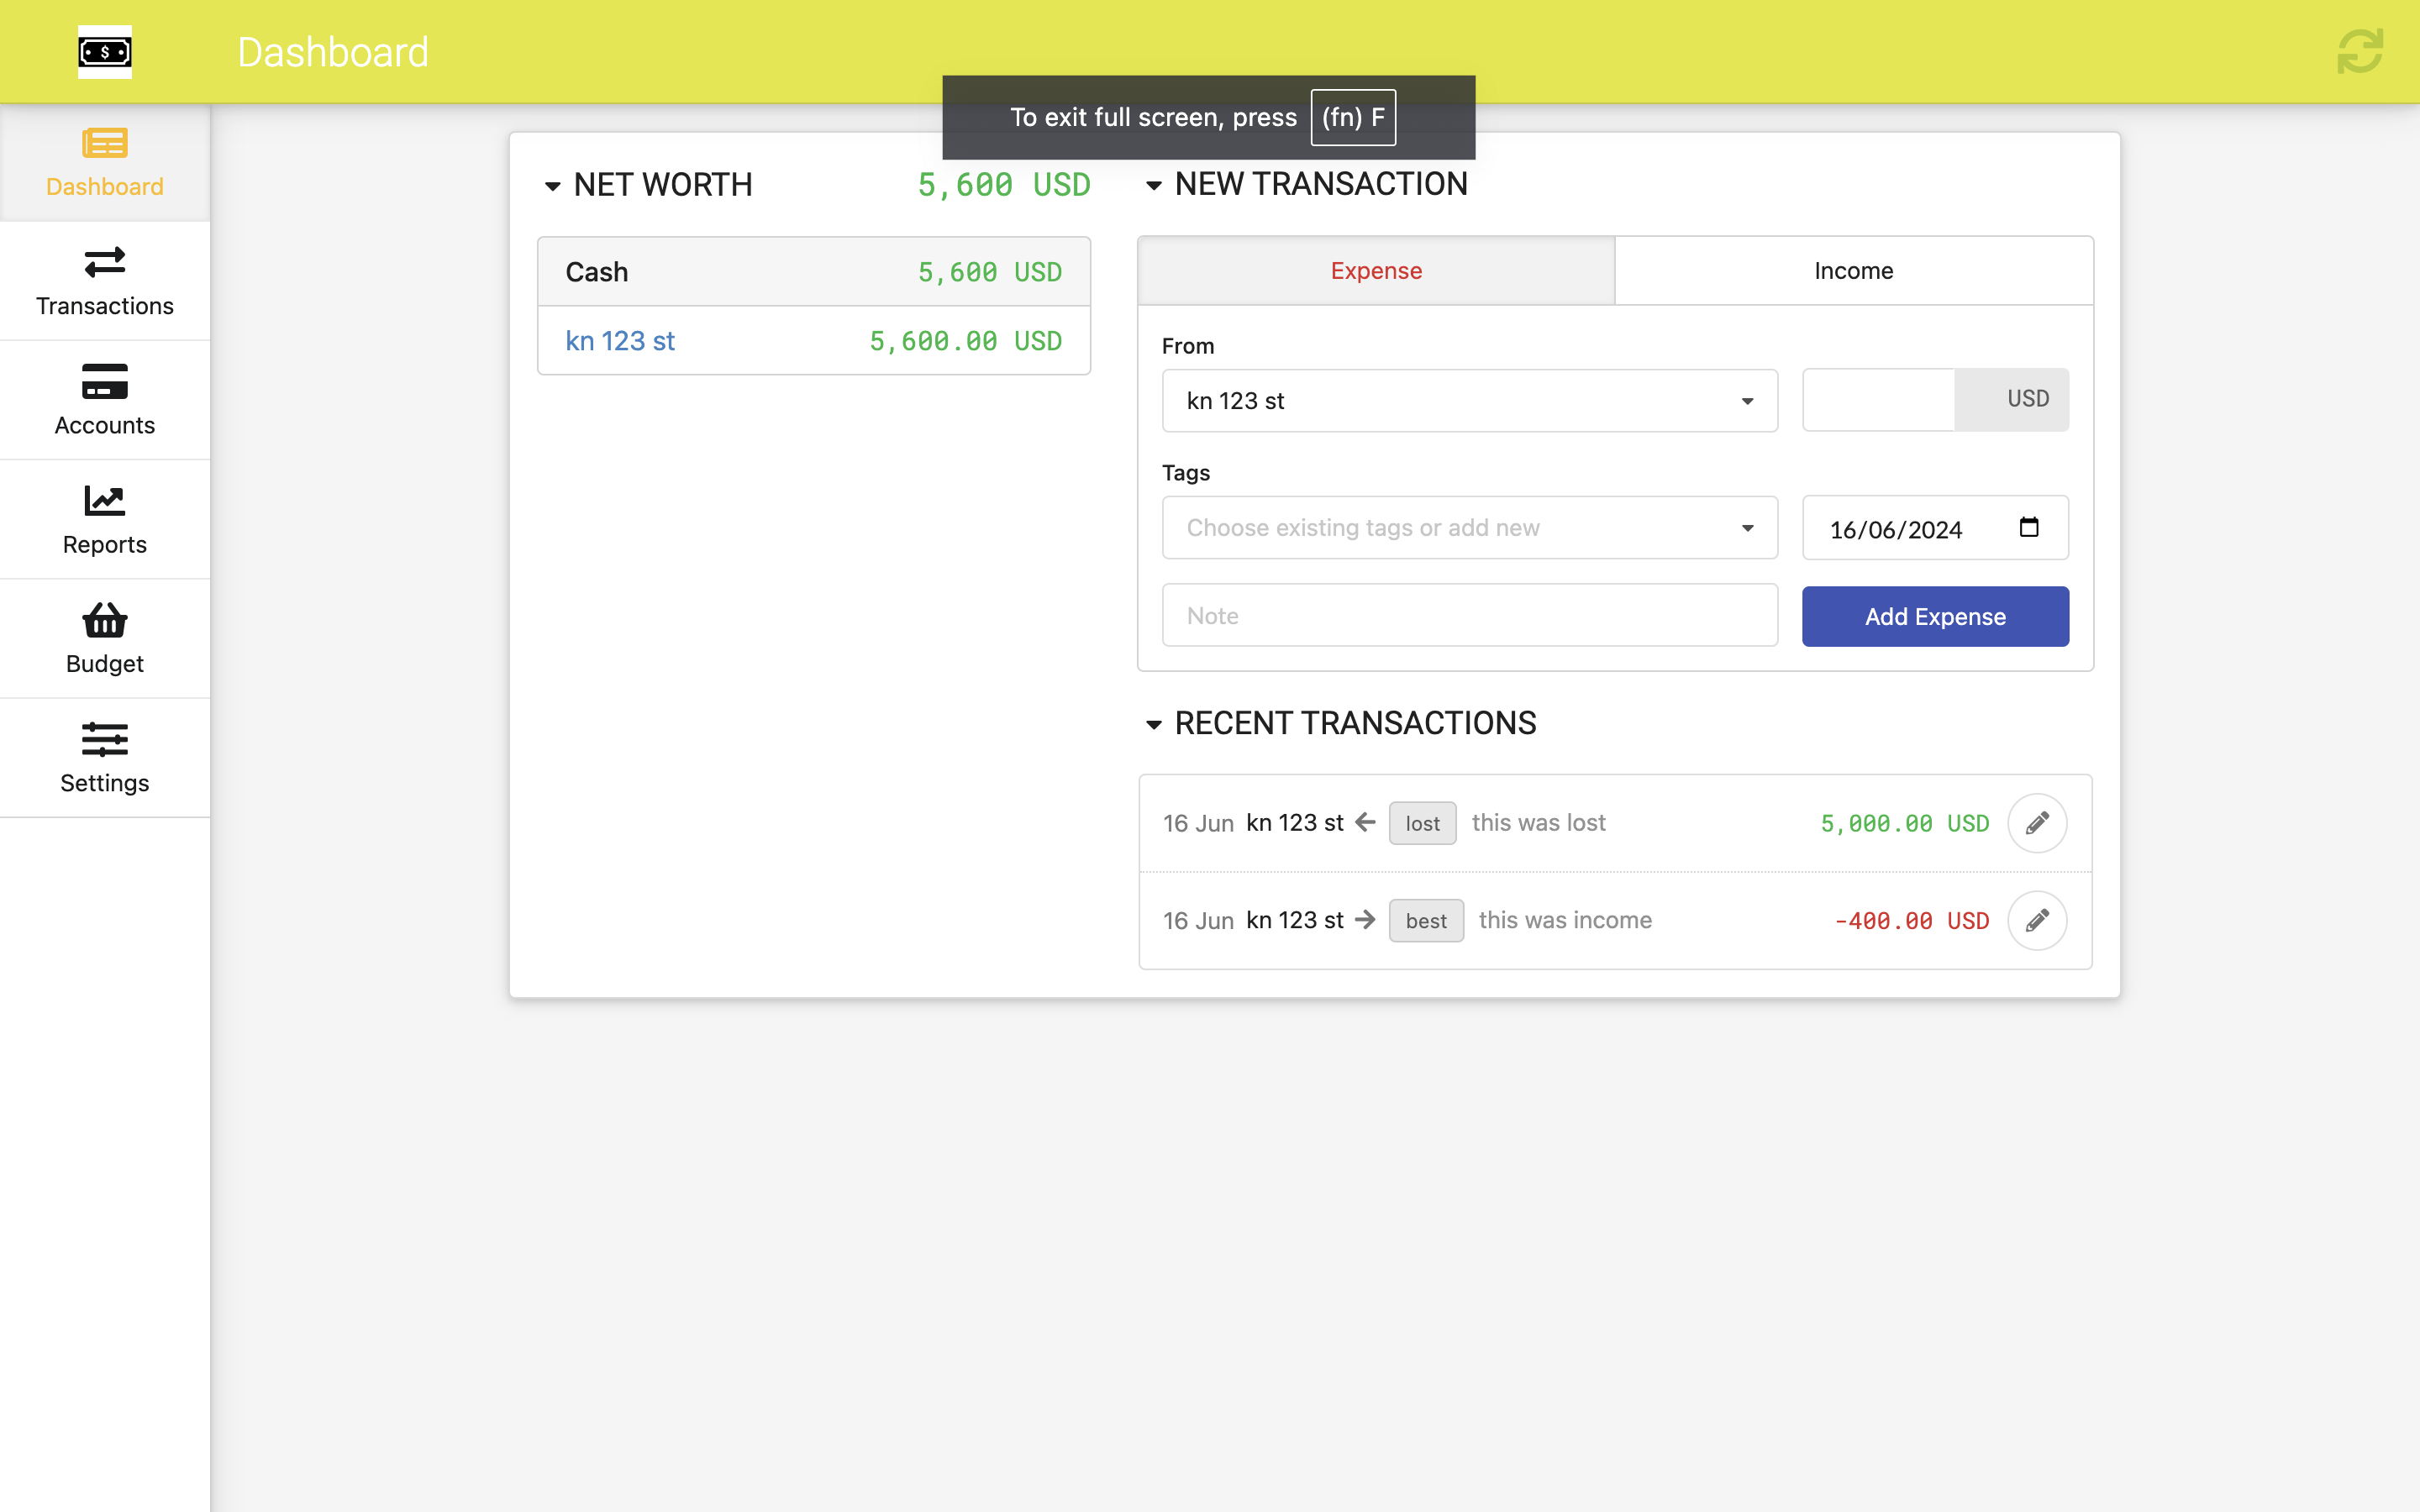 $
Dashboard
To exit full screen, press (fn) F
Dashboard
Transactions
Accounts
Reports
Budget
Settings
NET WORTH 5,600 USD
Cash 5,600 USD
kn 123 st 5,600.00 USD
NEW TRANSACTION
Expense Income
From
kn 123 st USD
Tags
Choose existing tags or add new 16/06/2024
Note Add Expense
RECENT TRANSACTIONS
16 Jun kn 123 st lost this was lost 5,000.00 USD
16 Jun kn 123 st best this was income -400.00 USD